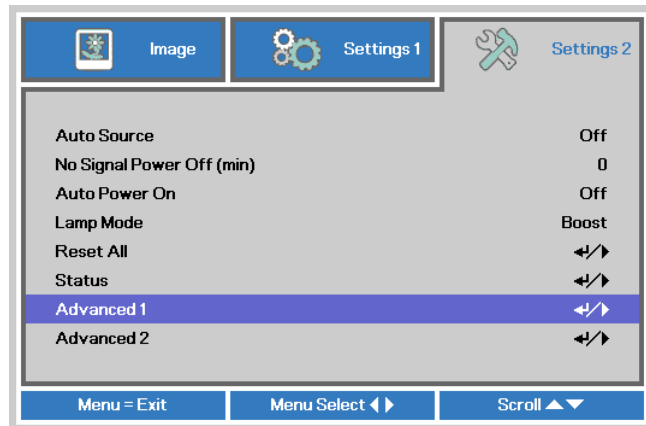 Image Settings 1 Settings 2
Auto Source Off
No Signal Power Off (min) 0
Auto Power On Off
Lamp Mode Boost
Reset All
Status
Advanced 1
Advanced 2
Menu = Exit Menu Select Scroll